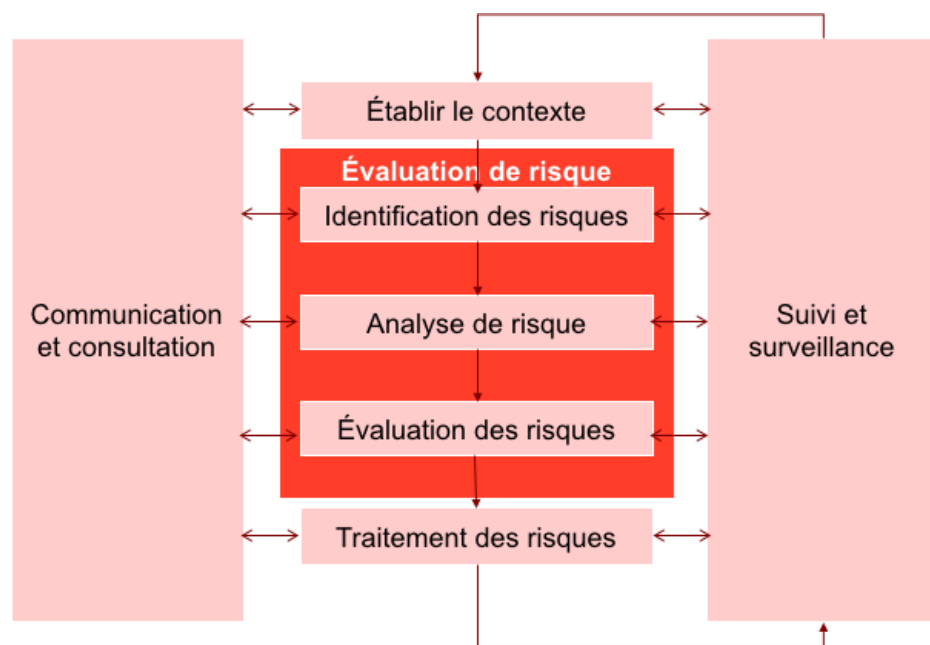 Établir le contexte
Évaluation de risque
Identification des risques
Communication
et consultation
Analyse de risque
Suivi et
surveillance
Évaluation des risques
Traitement des risques